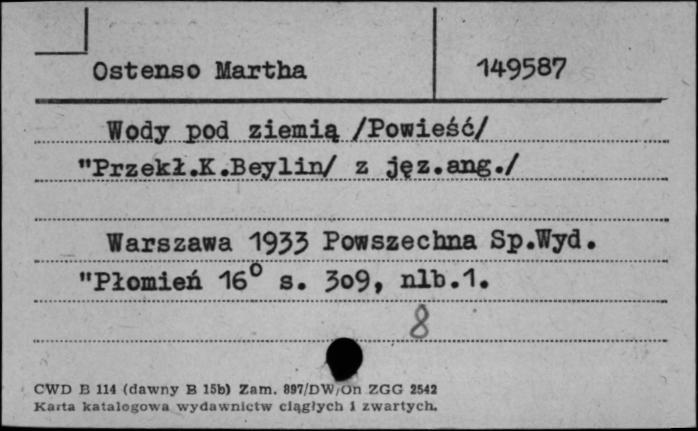 Ostenso Martha 149587
Wody pod ziemią /Powieść/
"Przekł.K.Beylin/ z jęz.ang./
Warszawa 1933 Powszechna Sp.Wyd.
"Płomień 16° s. 309, nlb.1.
8
CWD B 114 (dawny B 15b) Zam. 897/DW/On ZGG 2542
Karta katalogowa wydawnictw ciągłych i zwartych.